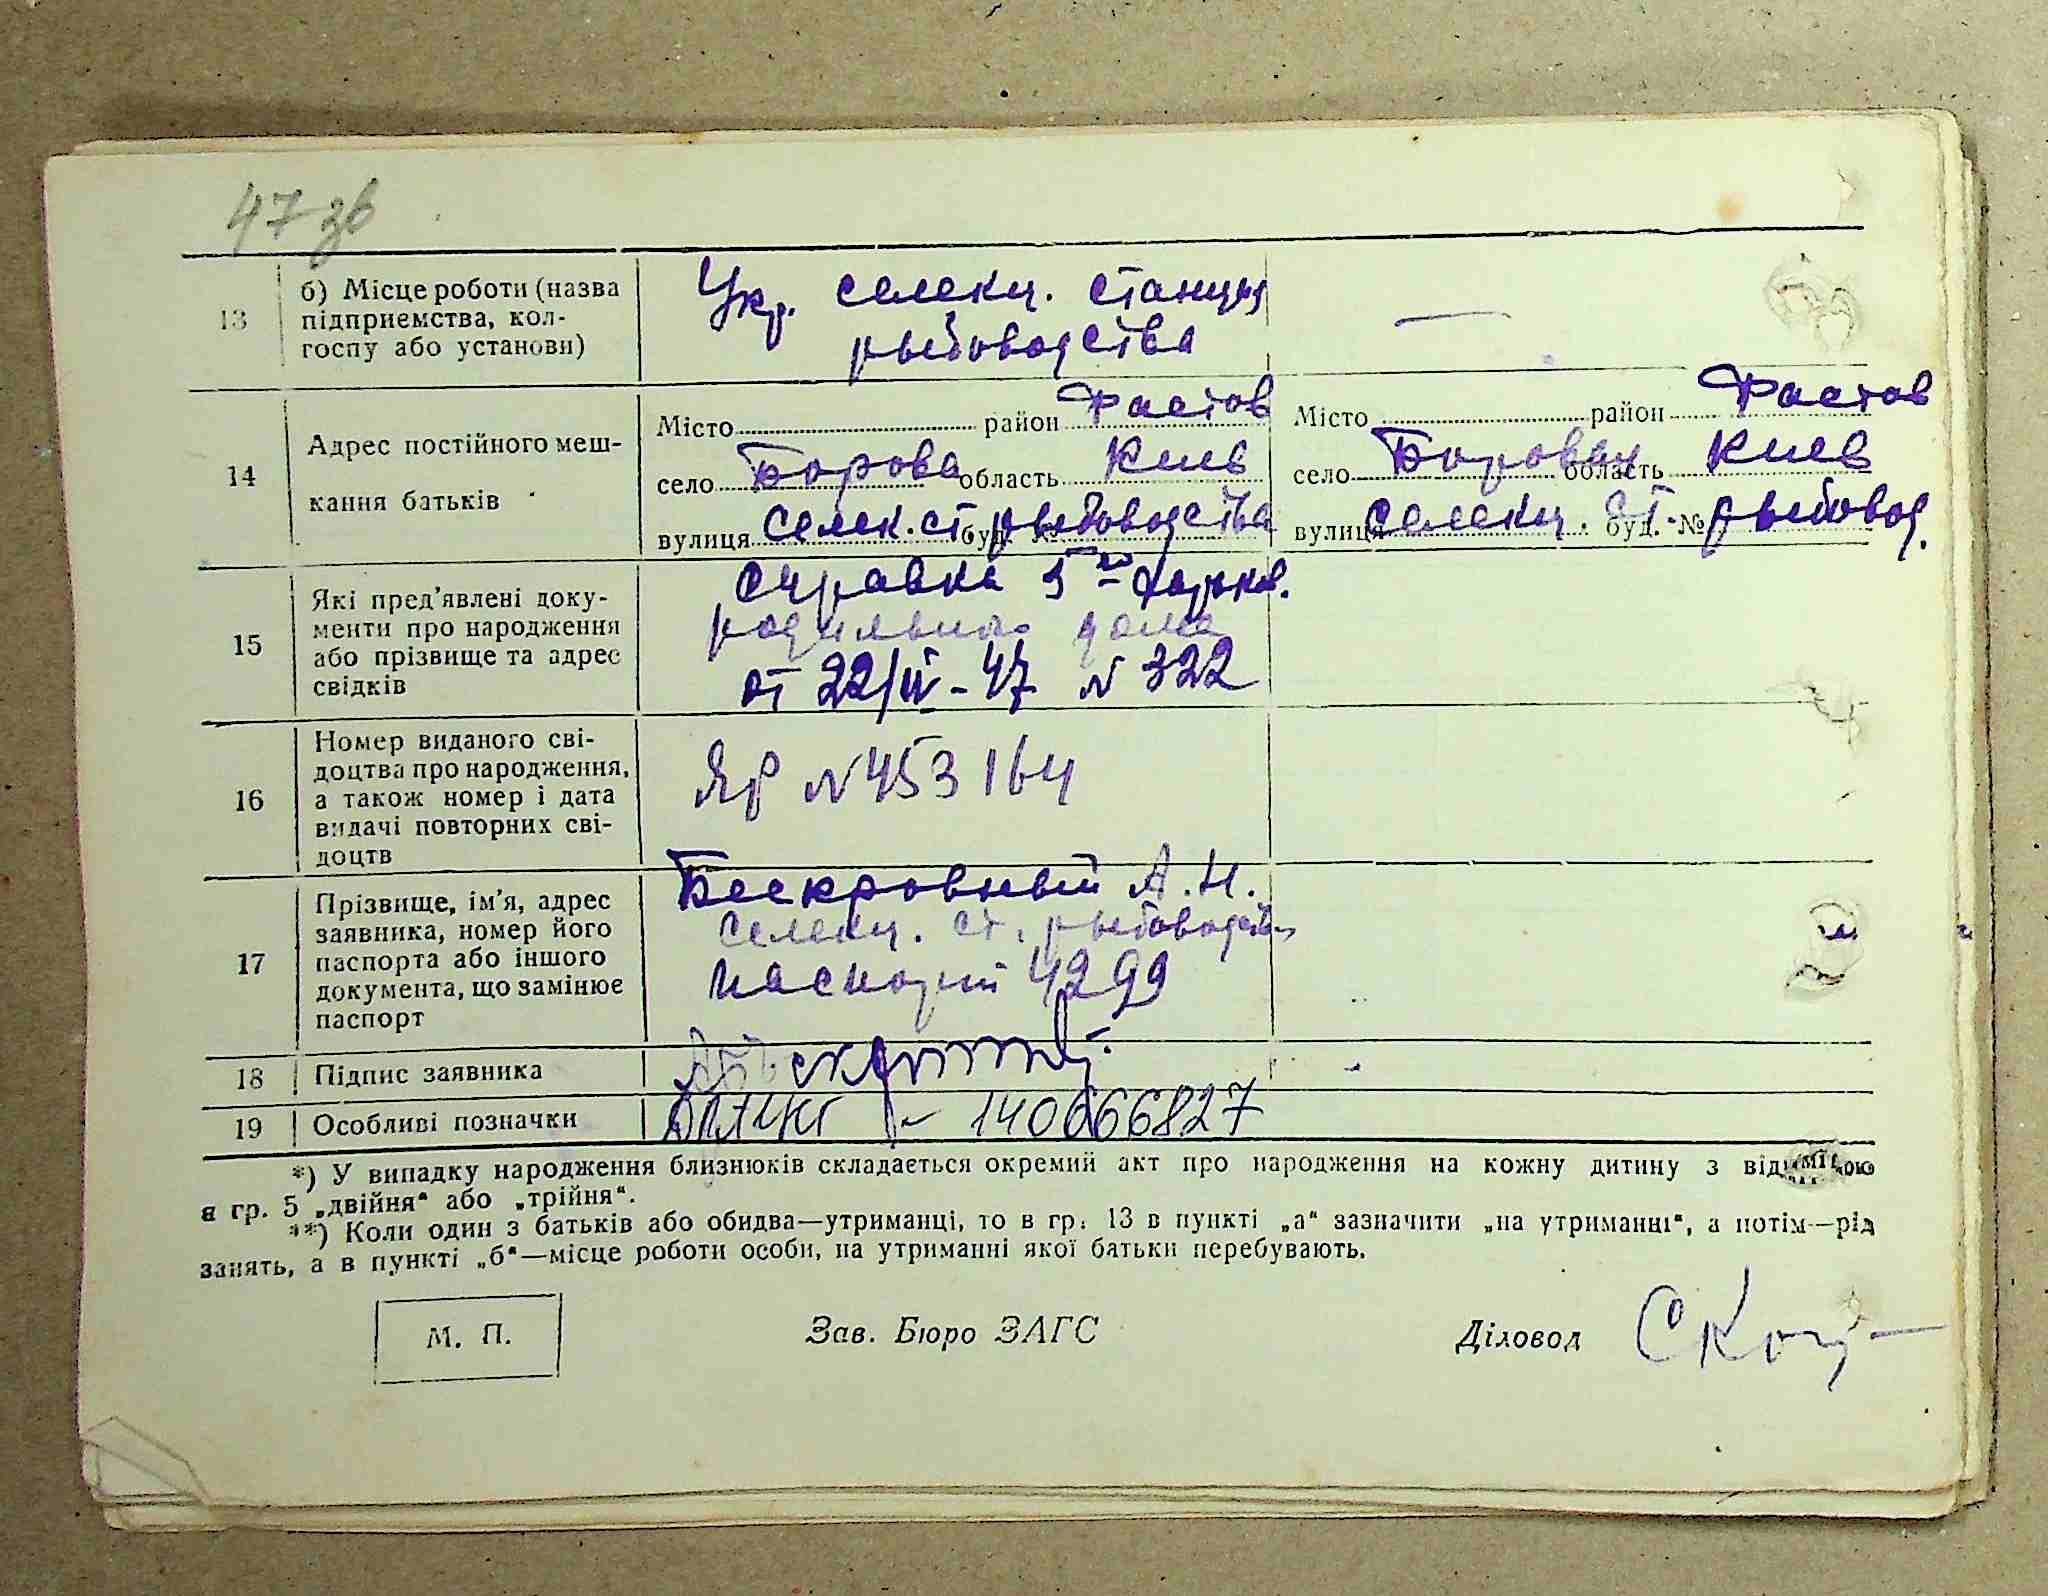 47 зв
13
б) Місце роботи (назва
підприємства, кол-
госпу або установи)
Укр. селекц. станция
рыбоводства
—
14
Адрес постійного меш-
кання батьків
Місто район Фастов
село Борова область Киев
вулиця селек. ст. рыбоводства буд.
Місто район Фастов
село Боровая область Киев
вулиця селекц. ст. рыбовод. буд. №
15
Які пред'явлені доку-
менти про народження
або прізвище та адрес
свідків
Справка 5го Харьков.
родильного дома
от 22/IV-47 N 322
16
Номер виданого сві-
доцтва про народження,
а також номер і дата
видачі повторних сві-
доцтв
ЯР N 453164
17
Прізвище, ім'я, адрес
заявника, номер його
паспорта або іншого
документа, що замінює
паспорт
Бескровный А.Н.
селекц. ст. рыбоводства
паспорт 4299
18
Підпис заявника
19
Особливі позначки
– 140666827
*) У випадку народження близнюків складається окремий акт про народження на кожну дитину з відміткою
в гр. 5 „двійня“ або „трійня“.
**) Коли один з батьків або обидва—утриманці, то в гр. 13 в пункті „а“ зазначити „на утриманні“, а потім—рід
занять, а в пункті „б“—місце роботи особи, на утриманні якої батьки перебувають.
М. П.
Зав. Бюро ЗАГС
Діловод